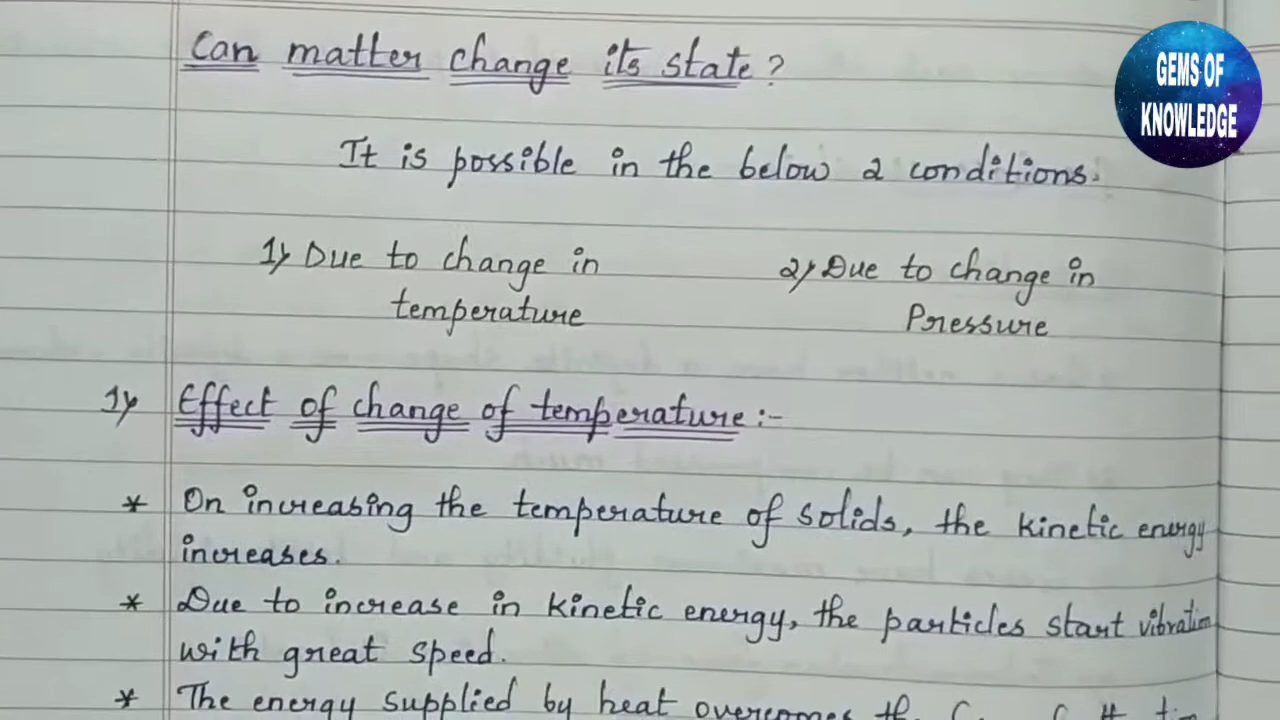 Can matter change its state?
GEMS OF
KNOWLEDGE
It is possible in the below 2 conditions.
1) Due to change in
temperature
2) Due to change in
Pressure
1) Effect of change of temperature :-
* On increasing the temperature of solids, the kinetic energy
increases.
* Due to increase in kinetic energy, the particles start vibration
with great speed.
* The energy supplied by heat overcomes the